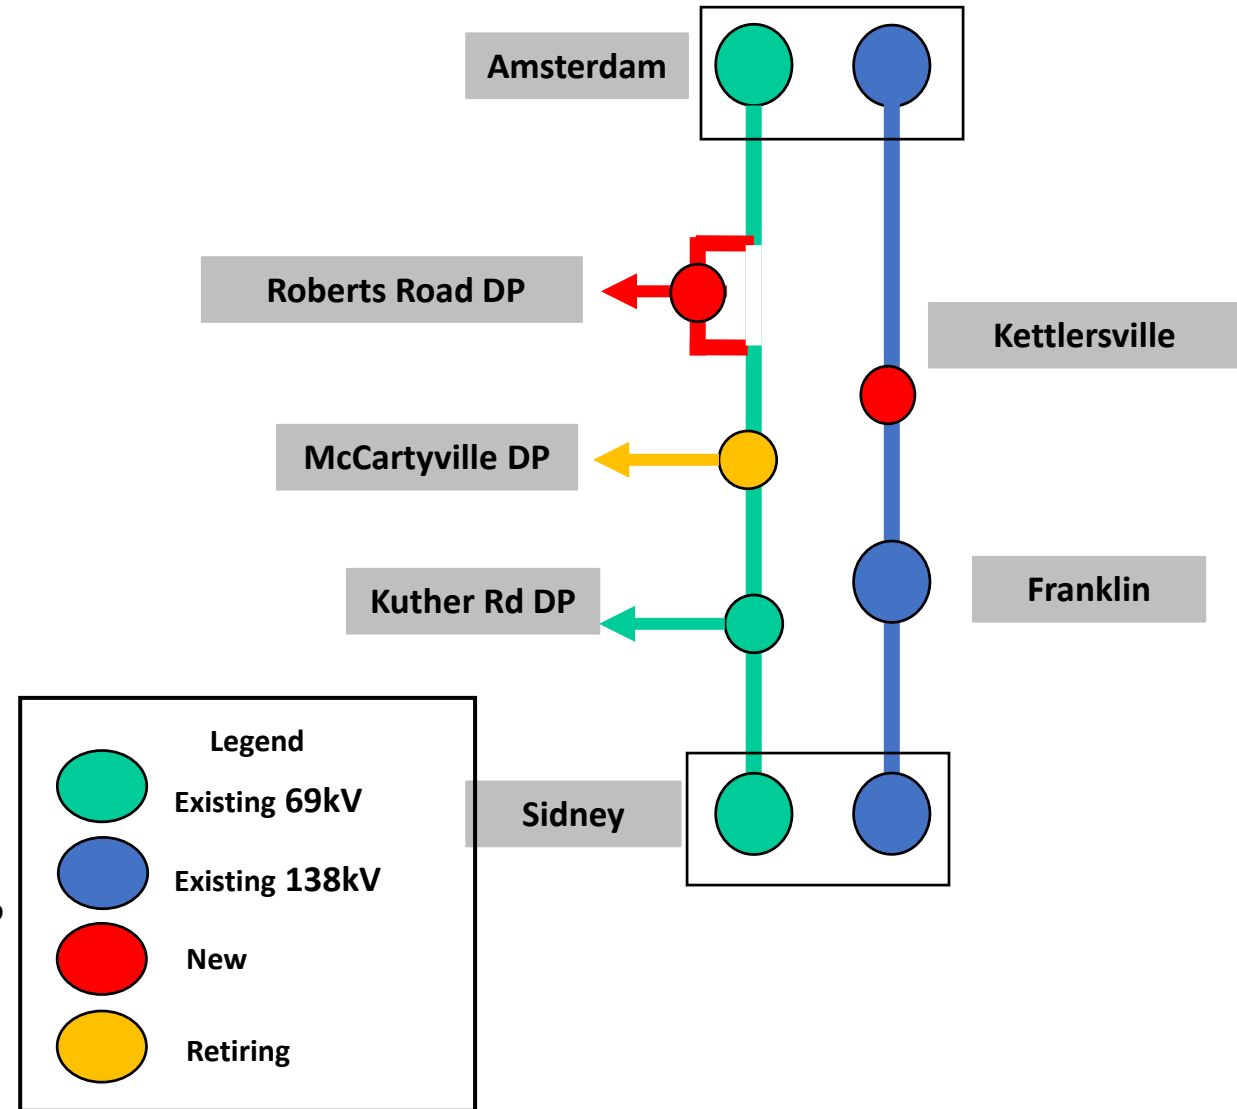 Amsterdam
Roberts Road DP
Kettlersville
McCartyville DP
Kuther Rd DP
Franklin
Sidney
Legend
Existing 69kV
Existing 138kV
New
Retiring